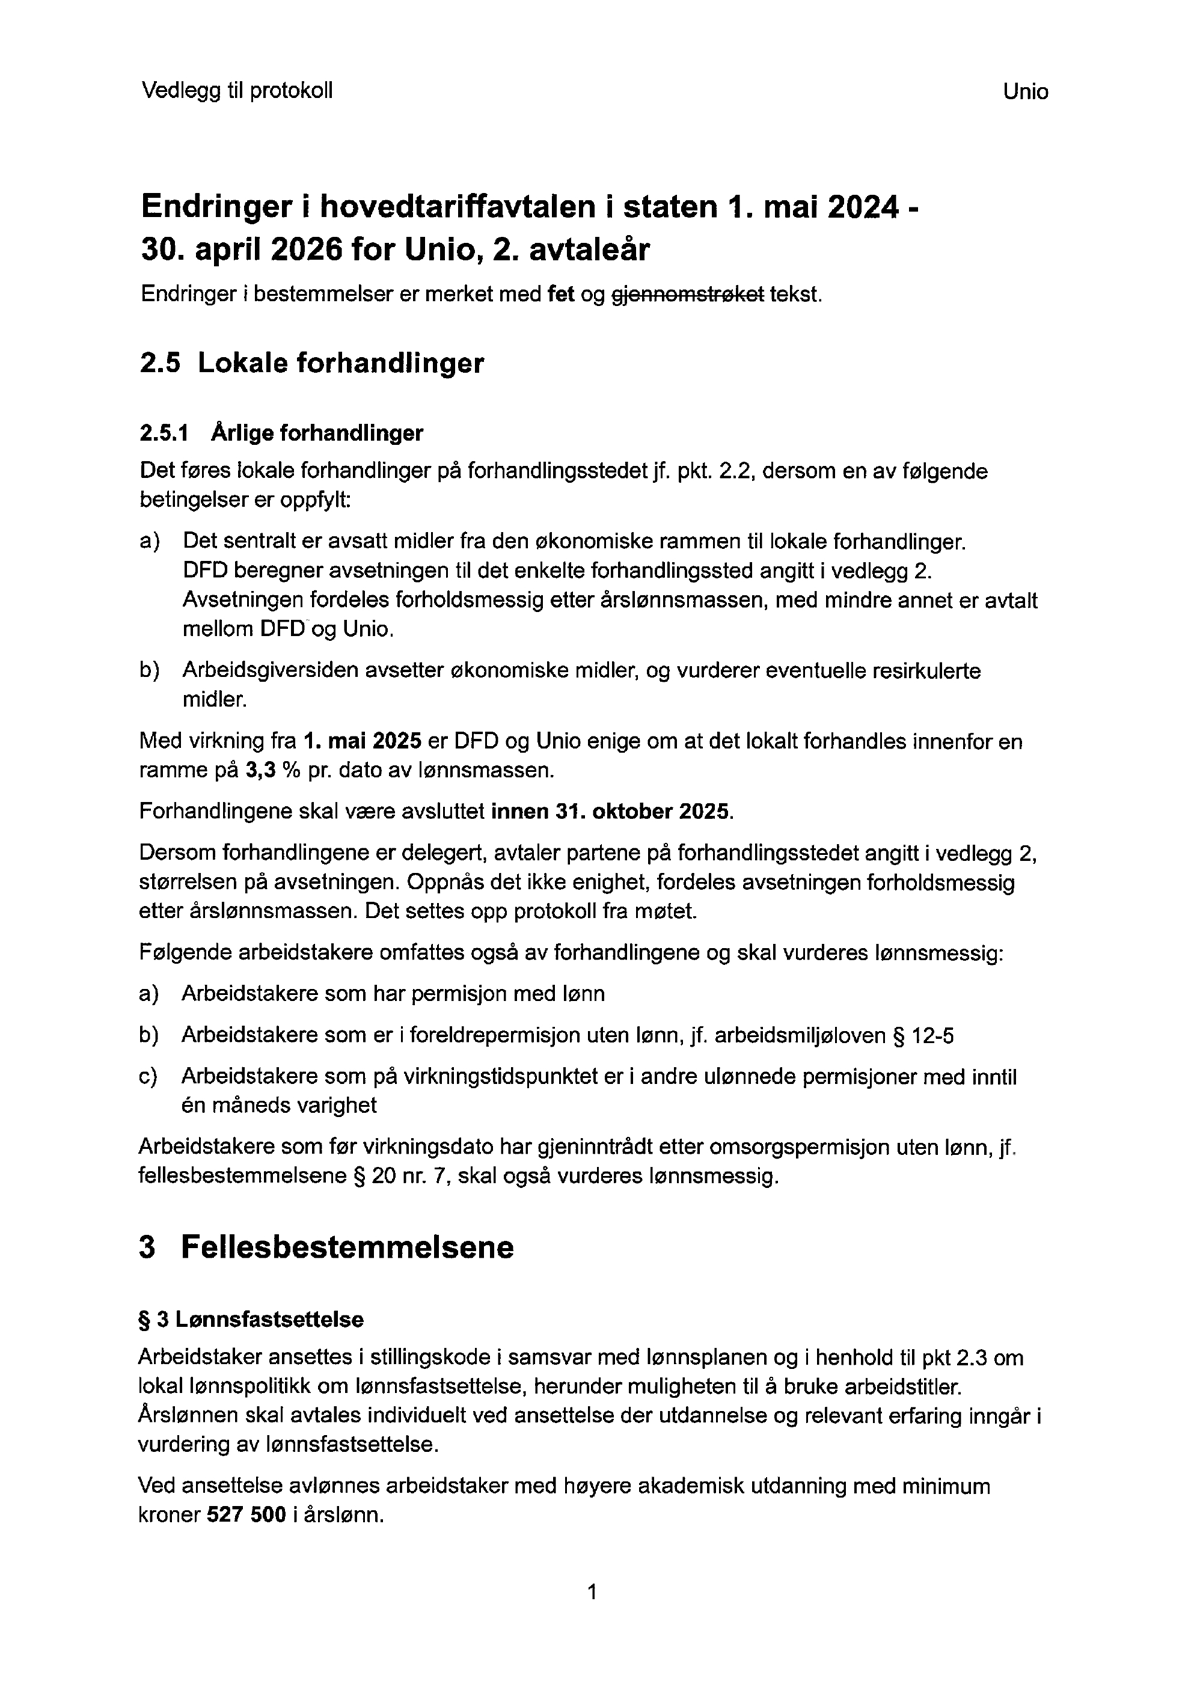 Vedlegg til protokoll
Unio
Endringer i hovedtariffavtalen i staten 1. mai 2024 -
30. april 2026 for Unio, 2. avtaleår
Endringer i bestemmelser er merket med fet og gjennomstrøket tekst.
2.5 Lokale forhandlinger
2.5.1 Årlige forhandlinger
Det føres lokale forhandlinger på forhandlingsstedet jf. pkt. 2.2, dersom en av følgende
betingelser er oppfylt:
a) Det sentralt er avsatt midler fra den økonomiske rammen til lokale forhandlinger.
DFD beregner avsetningen til det enkelte forhandlingssted angitt i vedlegg 2.
Avsetningen fordeles forholdsmessig etter årslønnsmassen, med mindre annet er avtalt
mellom DFD og Unio.
b) Arbeidsgiversiden avsetter økonomiske midler, og vurderer eventuelle resirkulerte
midler.
Med virkning fra 1. mai 2025 er DFD og Unio enige om at det lokalt forhandles innenfor en
ramme på 3,3 % pr. dato av lønnsmassen.
Forhandlingene skal være avsluttet innen 31. oktober 2025.
Dersom forhandlingene er delegert, avtaler partene på forhandlingsstedet angitt i vedlegg 2,
størrelsen på avsetningen. Oppnås det ikke enighet, fordeles avsetningen forholdsmessig
etter årslønnsmassen. Det settes opp protokoll fra møtet.
Følgende arbeidstakere omfattes også av forhandlingene og skal vurderes lønnsmessig:
a) Arbeidstakere som har permisjon med lønn
b) Arbeidstakere som er i foreldrepermisjon uten lønn, jf. arbeidsmiljøloven § 12-5
c) Arbeidstakere som på virkningstidspunktet er i andre ulønnede permisjoner med inntil
én måneds varighet
Arbeidstakere som før virkningsdato har gjeninntrådt etter omsorgspermisjon uten lønn, jf.
fellesbestemmelsene § 20 nr. 7, skal også vurderes lønnsmessig.
3 Fellesbestemmelsene
§ 3 Lønnsfastsettelse
Arbeidstaker ansettes i stillingskode i samsvar med lønnsplanen og i henhold til pkt 2.3 om
lokal lønnspolitikk om lønnsfastsettelse, herunder muligheten til å bruke arbeidstitler.
Årslønnen skal avtales individuelt ved ansettelse der utdannelse og relevant erfaring inngår i
vurdering av lønnsfastsettelse.
Ved ansettelse avlønnes arbeidstaker med høyere akademisk utdanning med minimum
kroner 527 500 i årslønn.
1